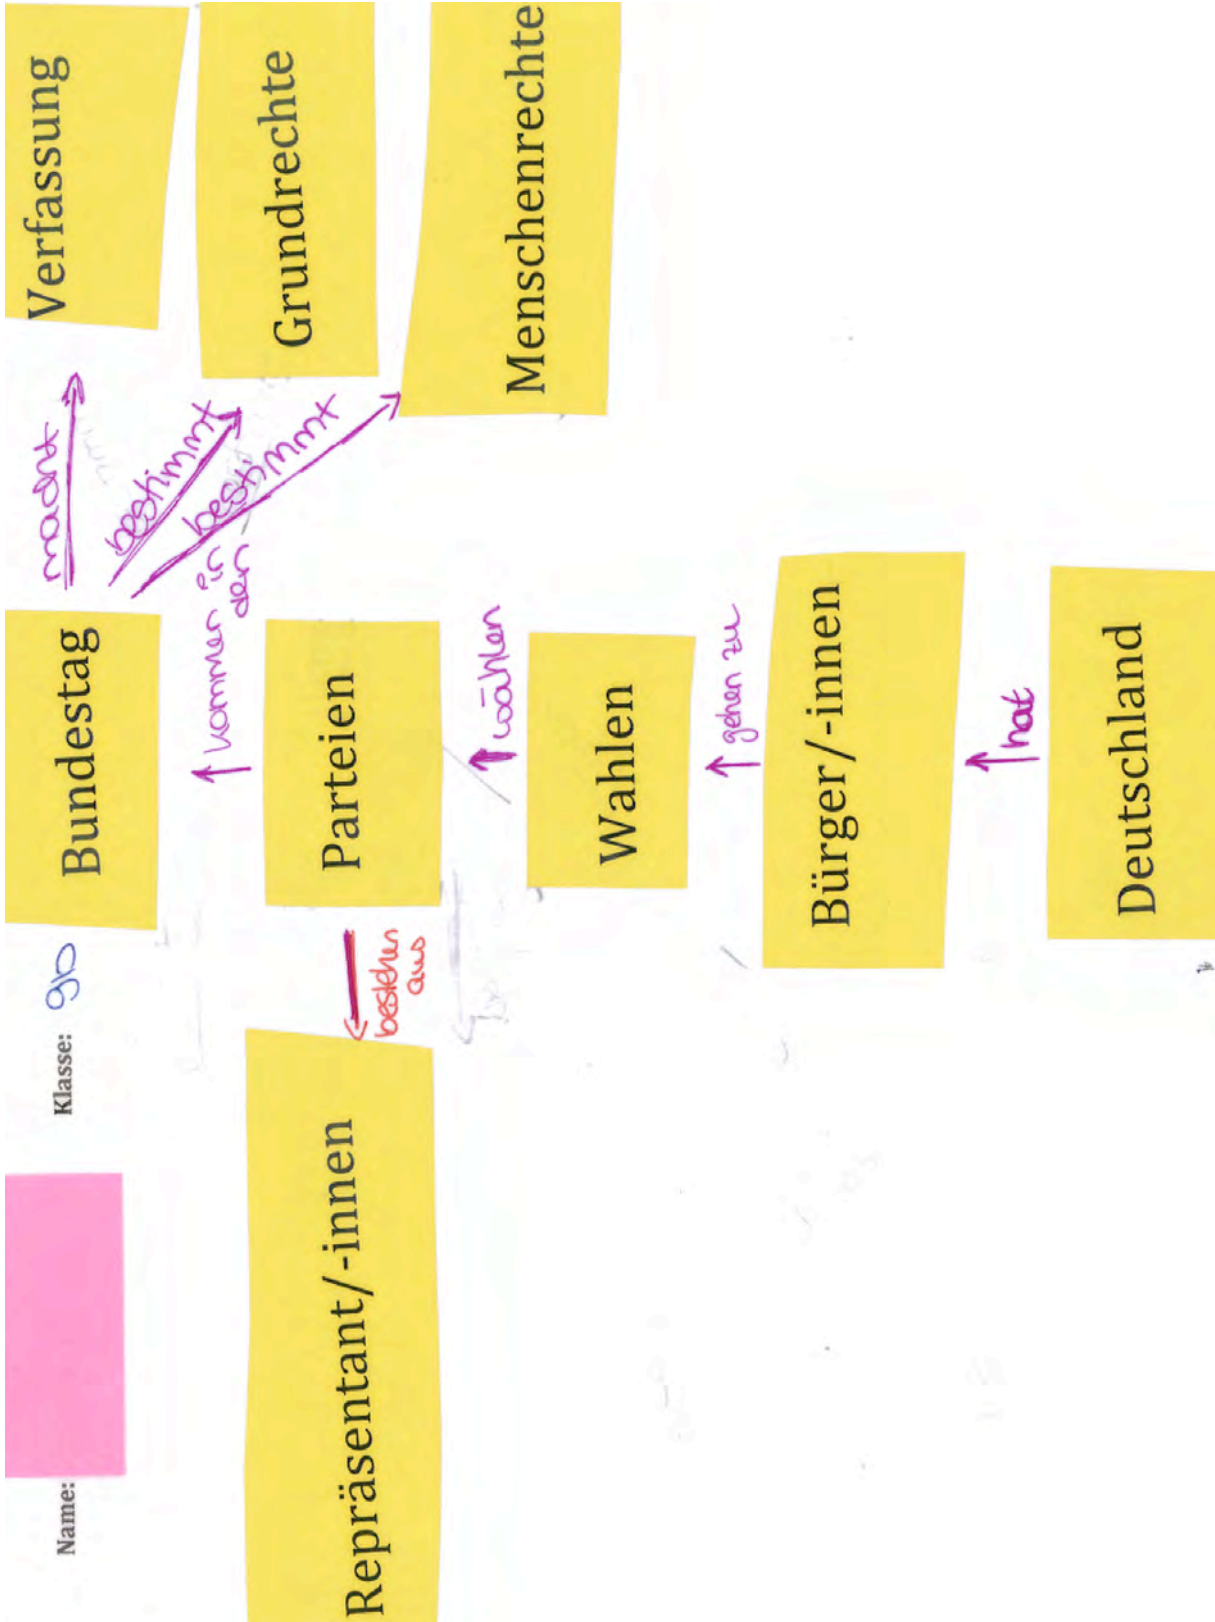 Name:
Klasse: 9b
Bundestag
macht
Verfassung
bestimmt
bestimmt
Grundrechte
kommen in
den
Repräsentant/-innen
bestehen
aus
Parteien
Menschenrechte
wählen
Wahlen
gehen zu
Bürger/-innen
hat
Deutschland